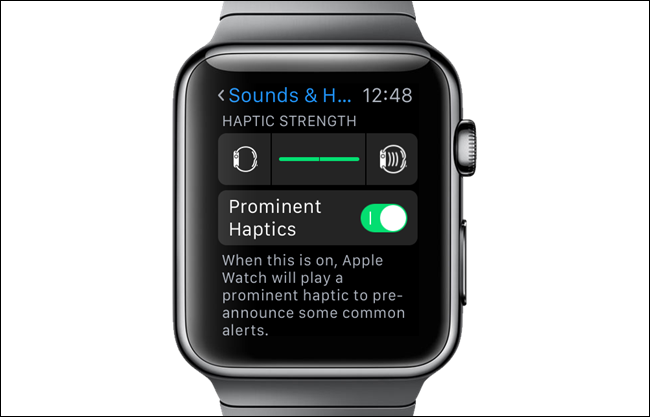 Sounds & H... 12:48
HAPTIC STRENGTH
Prominent
Haptics
When this is on, Apple
Watch will play a
prominent haptic to pre-
announce some common
alerts.